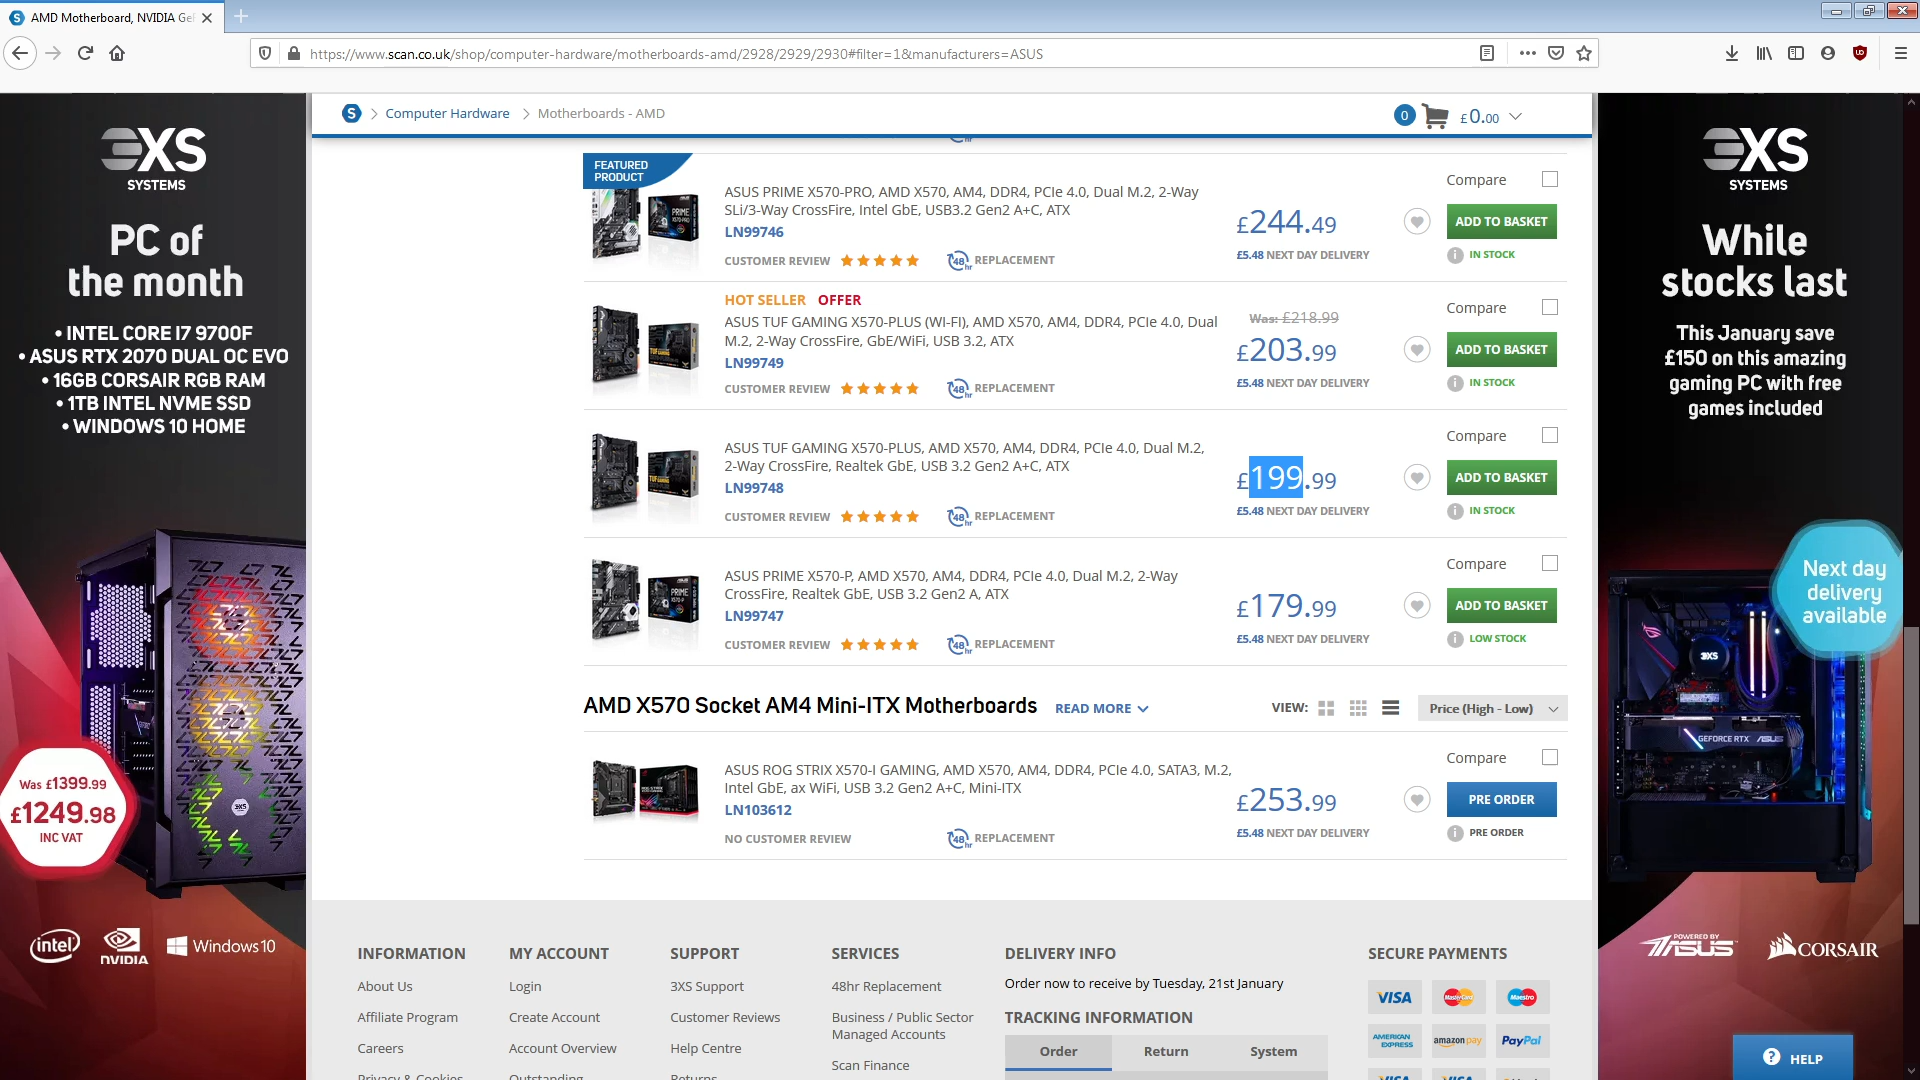 AMD Motherboard, NVIDIA Gef
https://www.scan.co.uk/shop/computer-hardware/motherboards-amd/2928/2929/2930#filter=1&manufacturers=ASUS
S
Computer Hardware
Motherboards - AMD
0
£0.00
3XS
SYSTEMS
PC of
the month
• INTEL CORE I7 9700F
• ASUS RTX 2070 DUAL OC EVO
• 16GB CORSAIR RGB RAM
• 1TB INTEL NVME SSD
• WINDOWS 10 HOME
Was £1399.99
£1249.98
INC VAT
intel
NVIDIA
Windows10
FEATURED
PRODUCT
ASUS PRIME X570-PRO, AMD X570, AM4, DDR4, PCIe 4.0, Dual M.2, 2-Way
SLi/3-Way CrossFire, Intel GbE, USB3.2 Gen2 A+C, ATX
LN99746
CUSTOMER REVIEW
48hr REPLACEMENT
£244.49
£5.48 NEXT DAY DELIVERY
Compare
ADD TO BASKET
IN STOCK
HOT SELLER OFFER
ASUS TUF GAMING X570-PLUS (WI-FI), AMD X570, AM4, DDR4, PCIe 4.0, Dual
M.2, 2-Way CrossFire, GbE/WiFi, USB 3.2, ATX
LN99749
CUSTOMER REVIEW
48hr REPLACEMENT
Was: £218.99
£203.99
£5.48 NEXT DAY DELIVERY
Compare
ADD TO BASKET
IN STOCK
ASUS TUF GAMING X570-PLUS, AMD X570, AM4, DDR4, PCIe 4.0, Dual M.2,
2-Way CrossFire, Realtek GbE, USB 3.2 Gen2 A+C, ATX
LN99748
CUSTOMER REVIEW
48hr REPLACEMENT
£199.99
£5.48 NEXT DAY DELIVERY
Compare
ADD TO BASKET
IN STOCK
ASUS PRIME X570-P, AMD X570, AM4, DDR4, PCIe 4.0, Dual M.2, 2-Way
CrossFire, Realtek GbE, USB 3.2 Gen2 A, ATX
LN99747
CUSTOMER REVIEW
48hr REPLACEMENT
£179.99
£5.48 NEXT DAY DELIVERY
Compare
ADD TO BASKET
LOW STOCK
AMD X570 Socket AM4 Mini-ITX Motherboards
READ MORE
VIEW:
Price (High - Low)
ASUS ROG STRIX X570-I GAMING, AMD X570, AM4, DDR4, PCIe 4.0, SATA3, M.2,
Intel GbE, ax WiFi, USB 3.2 Gen2 A+C, Mini-ITX
LN103612
NO CUSTOMER REVIEW
48hr REPLACEMENT
£253.99
£5.48 NEXT DAY DELIVERY
Compare
PRE ORDER
PRE ORDER
3XS
SYSTEMS
While
stocks last
This January save
£150 on this amazing
gaming PC with free
games included
Next day
delivery
available
3XS
GEFORCE RTX
ASUS
POWERED BY
ASUS
CORSAIR
INFORMATION
About Us
Affiliate Program
Careers
Privacy & Cookies
MY ACCOUNT
Login
Create Account
Account Overview
Outstanding
SUPPORT
3XS Support
Customer Reviews
Help Centre
Returns
SERVICES
48hr Replacement
Business / Public Sector
Managed Accounts
Scan Finance
DELIVERY INFO
Order now to receive by Tuesday, 21st January
TRACKING INFORMATION
Order
Return
System
SECURE PAYMENTS
VISA
MasterCard
Maestro
AMERICAN EXPRESS
amazon pay
PayPal
VISA
VISA
HELP